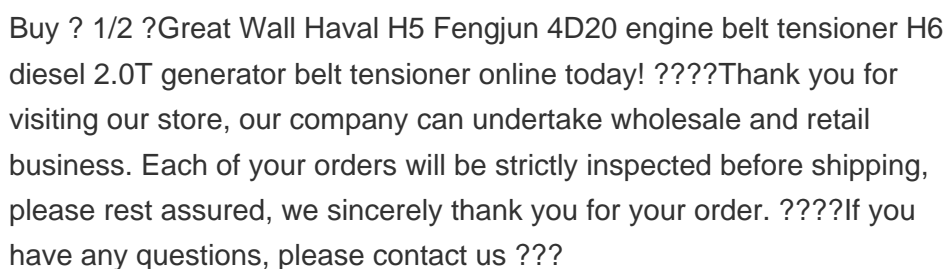 Buy ? 1/2 ?Great Wall Haval H5 Fengjun 4D20 engine belt tensioner H6
diesel 2.0T generator belt tensioner online today! ????Thank you for
visiting our store, our company can undertake wholesale and retail
business. Each of your orders will be strictly inspected before shipping,
please rest assured, we sincerely thank you for your order. ????If you
have any questions, please contact us ???